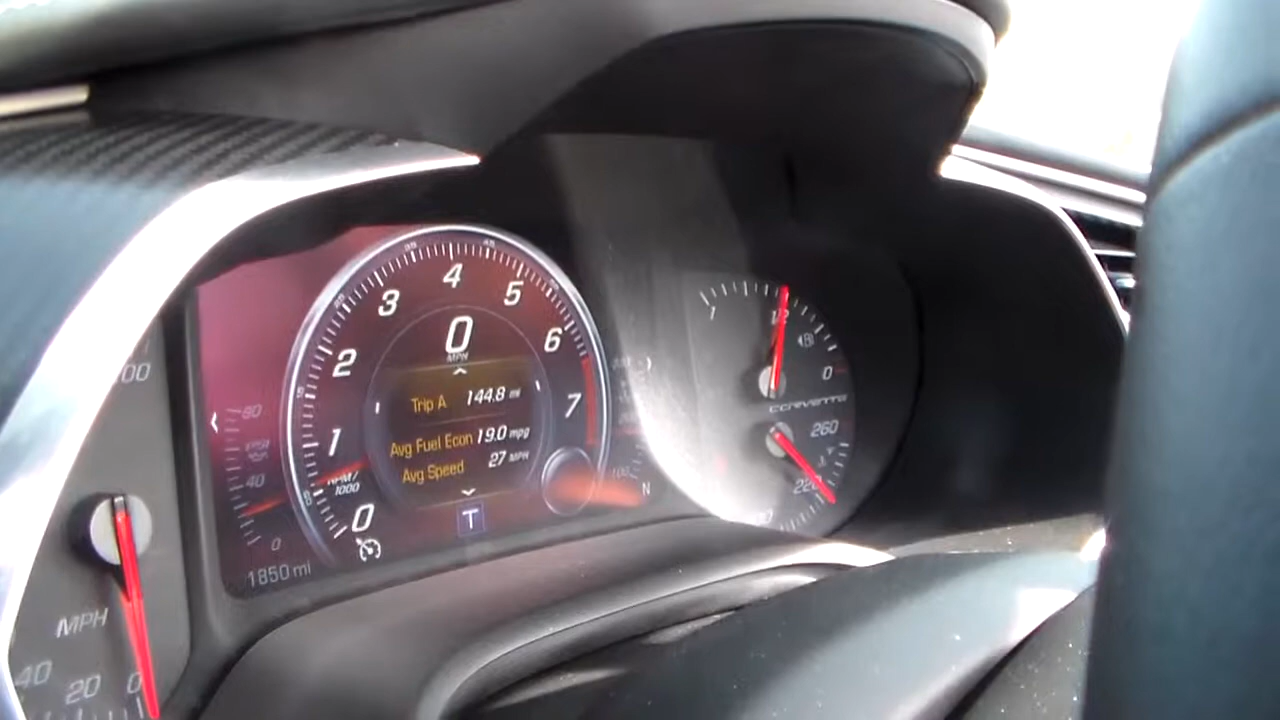 00
MPH
40
20
0
80
40
0
1850 mi
0
1
2
3
4
5
6
7
RPM/
1000
0
MPH
Trip A 144.8 mi
Avg Fuel Econ 19.0 mpg
Avg Speed 27 MPH
T
100
N
1
1/2
0
CORVETTE
260
°F